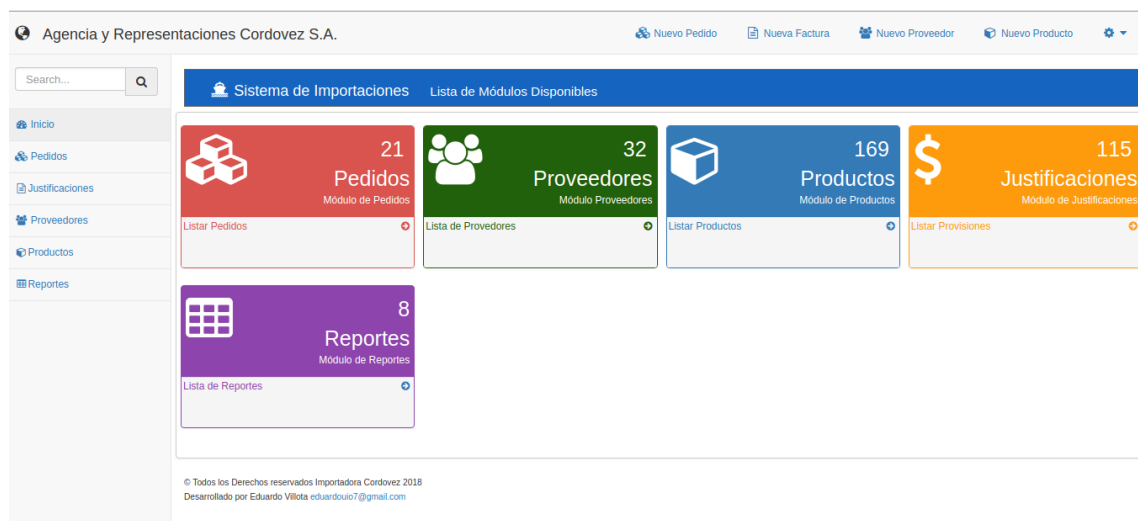 Agencia y Representaciones Cordovez S.A.
Nuevo Pedido
Nueva Factura
Nuevo Proveedor
Nuevo Producto
Search...
Sistema de Importaciones Lista de Módulos Disponibles
Inicio
Pedidos
Justificaciones
Proveedores
Productos
Reportes
21
Pedidos
Módulo de Pedidos
Listar Pedidos
32
Proveedores
Módulo Proveedores
Lista de Provedores
169
Productos
Módulo de Productos
Listar Productos
115
Justificaciones
Módulo de Justificaciones
Listar Provisiones
8
Reportes
Módulo de Reportes
Lista de Reportes
© Todos los Derechos reservados Importadora Cordovez 2018
Desarrollado por Eduardo Villota eduardouio7@gmail.com